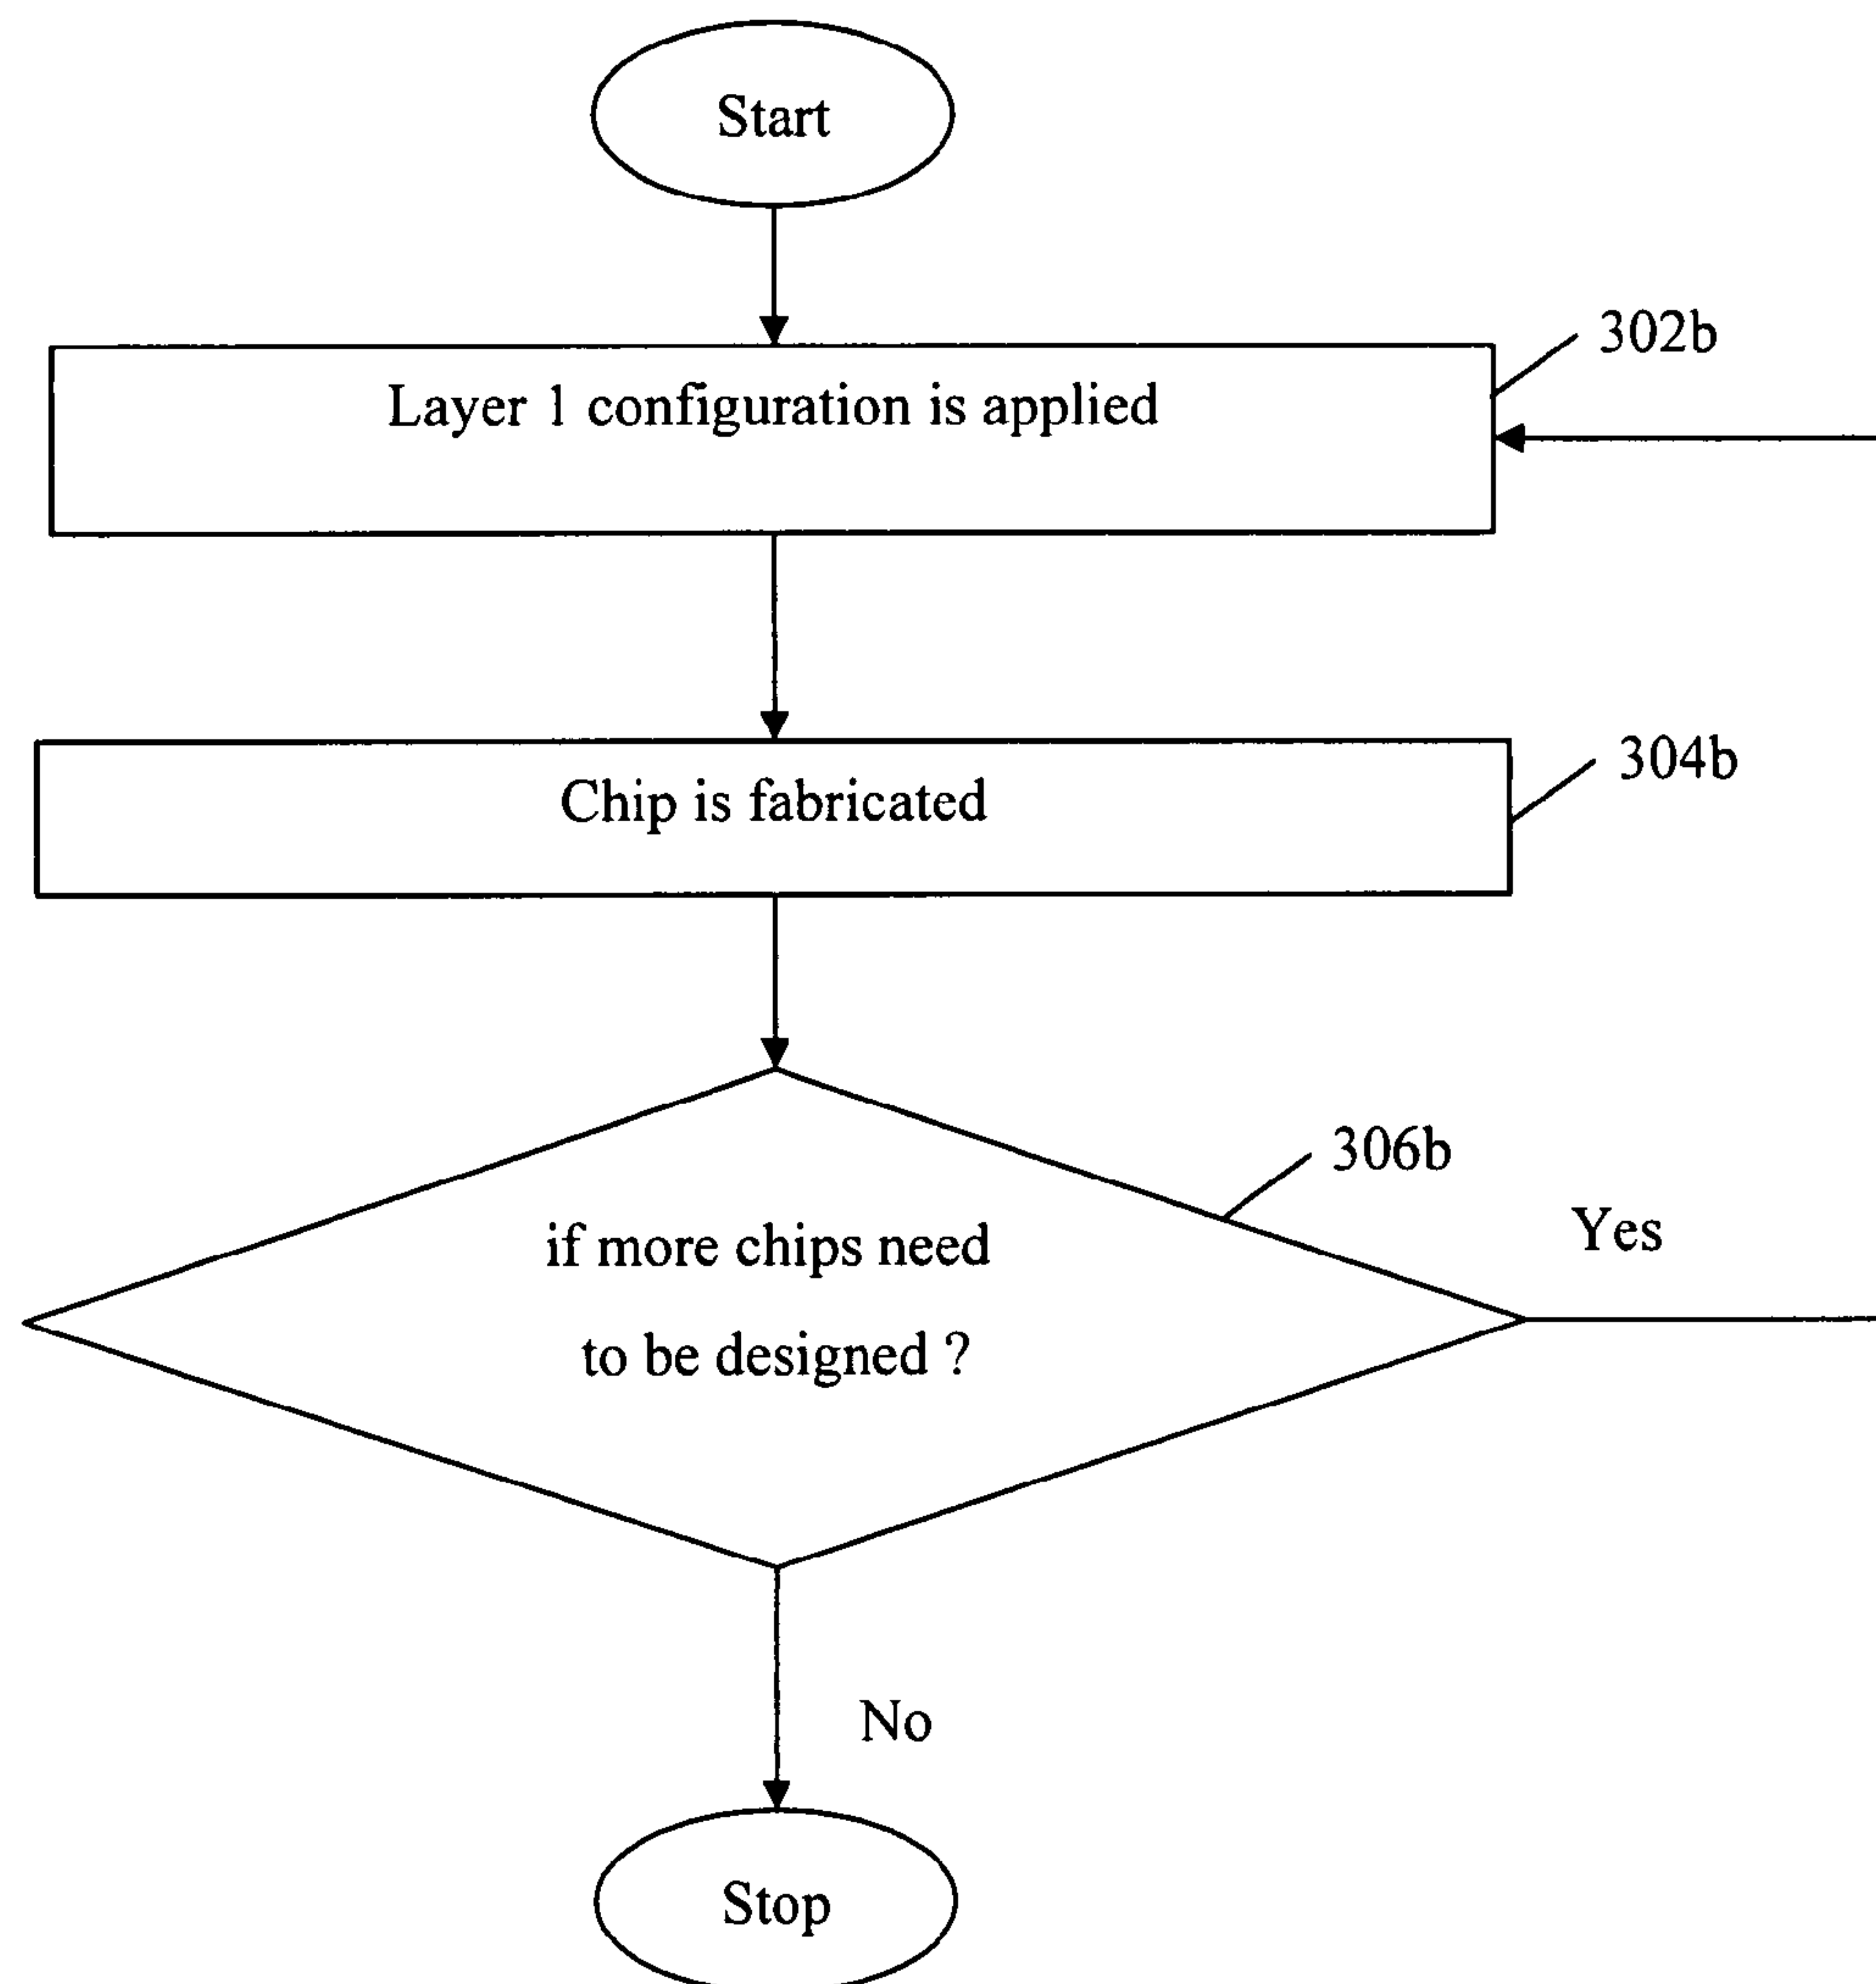 Start
302b
Layer 1 configuration is applied
304b
Chip is fabricated
306b
Yes
if more chips need
to be designed ?
No
Stop